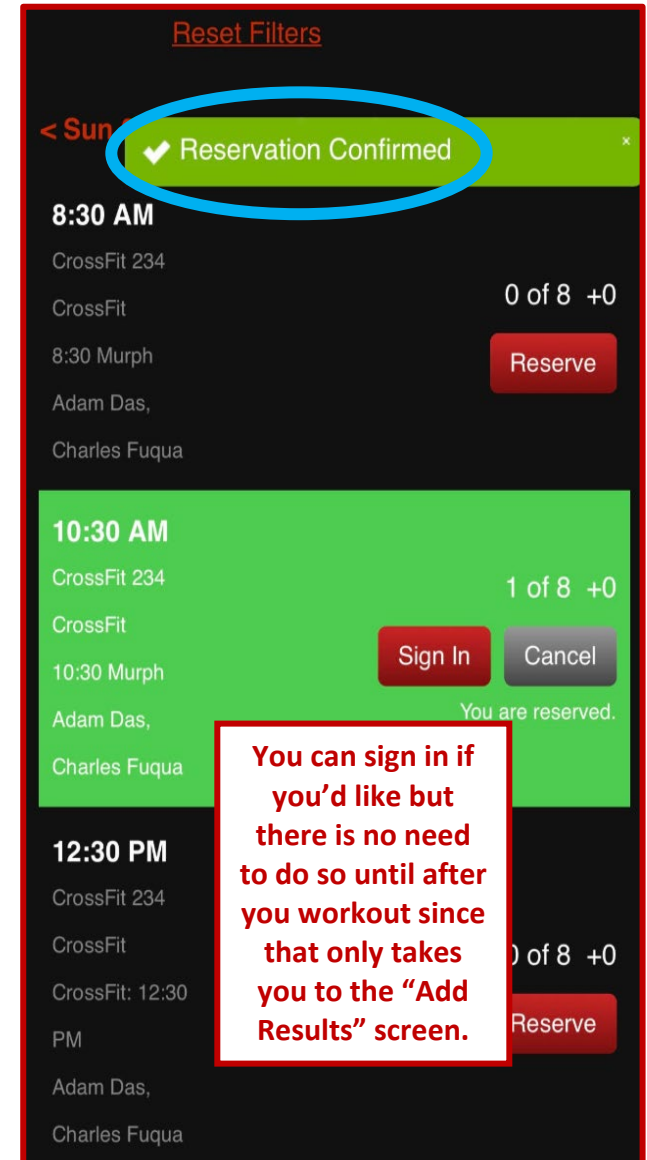 Reset Filters
< Sun
Reservation Confirmed ×
8:30 AM
CrossFit 234
CrossFit
0 of 8 +0
8:30 Murph
Reserve
Adam Das,
Charles Fuqua
10:30 AM
CrossFit 234
1 of 8 +0
CrossFit
Sign In Cancel
10:30 Murph
Adam Das,
You are reserved.
Charles Fuqua
You can sign in if
you’d like but
there is no need
to do so until after
you workout since
that only takes
you to the “Add
Results” screen.
12:30 PM
CrossFit 234
CrossFit
of 8 +0
CrossFit: 12:30
PM
Reserve
Adam Das,
Charles Fuqua